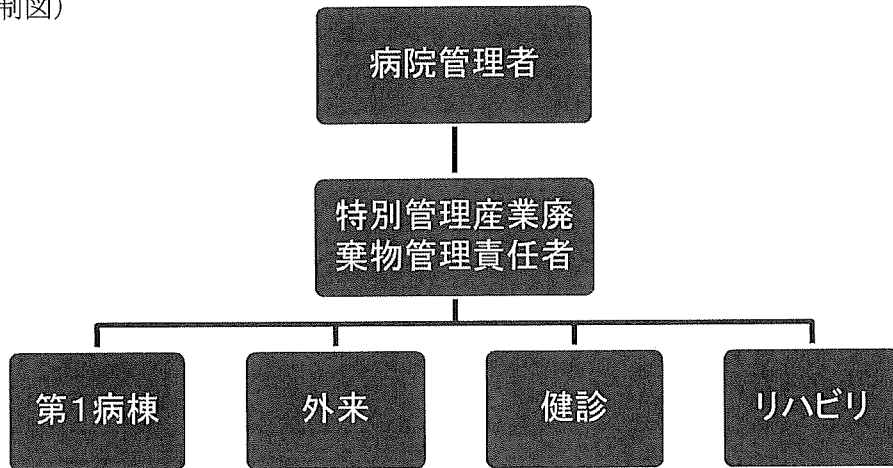 制図）
病院管理者
特別管理産業廃
棄物管理責任者
第1病棟
外来
健診
リハビリ